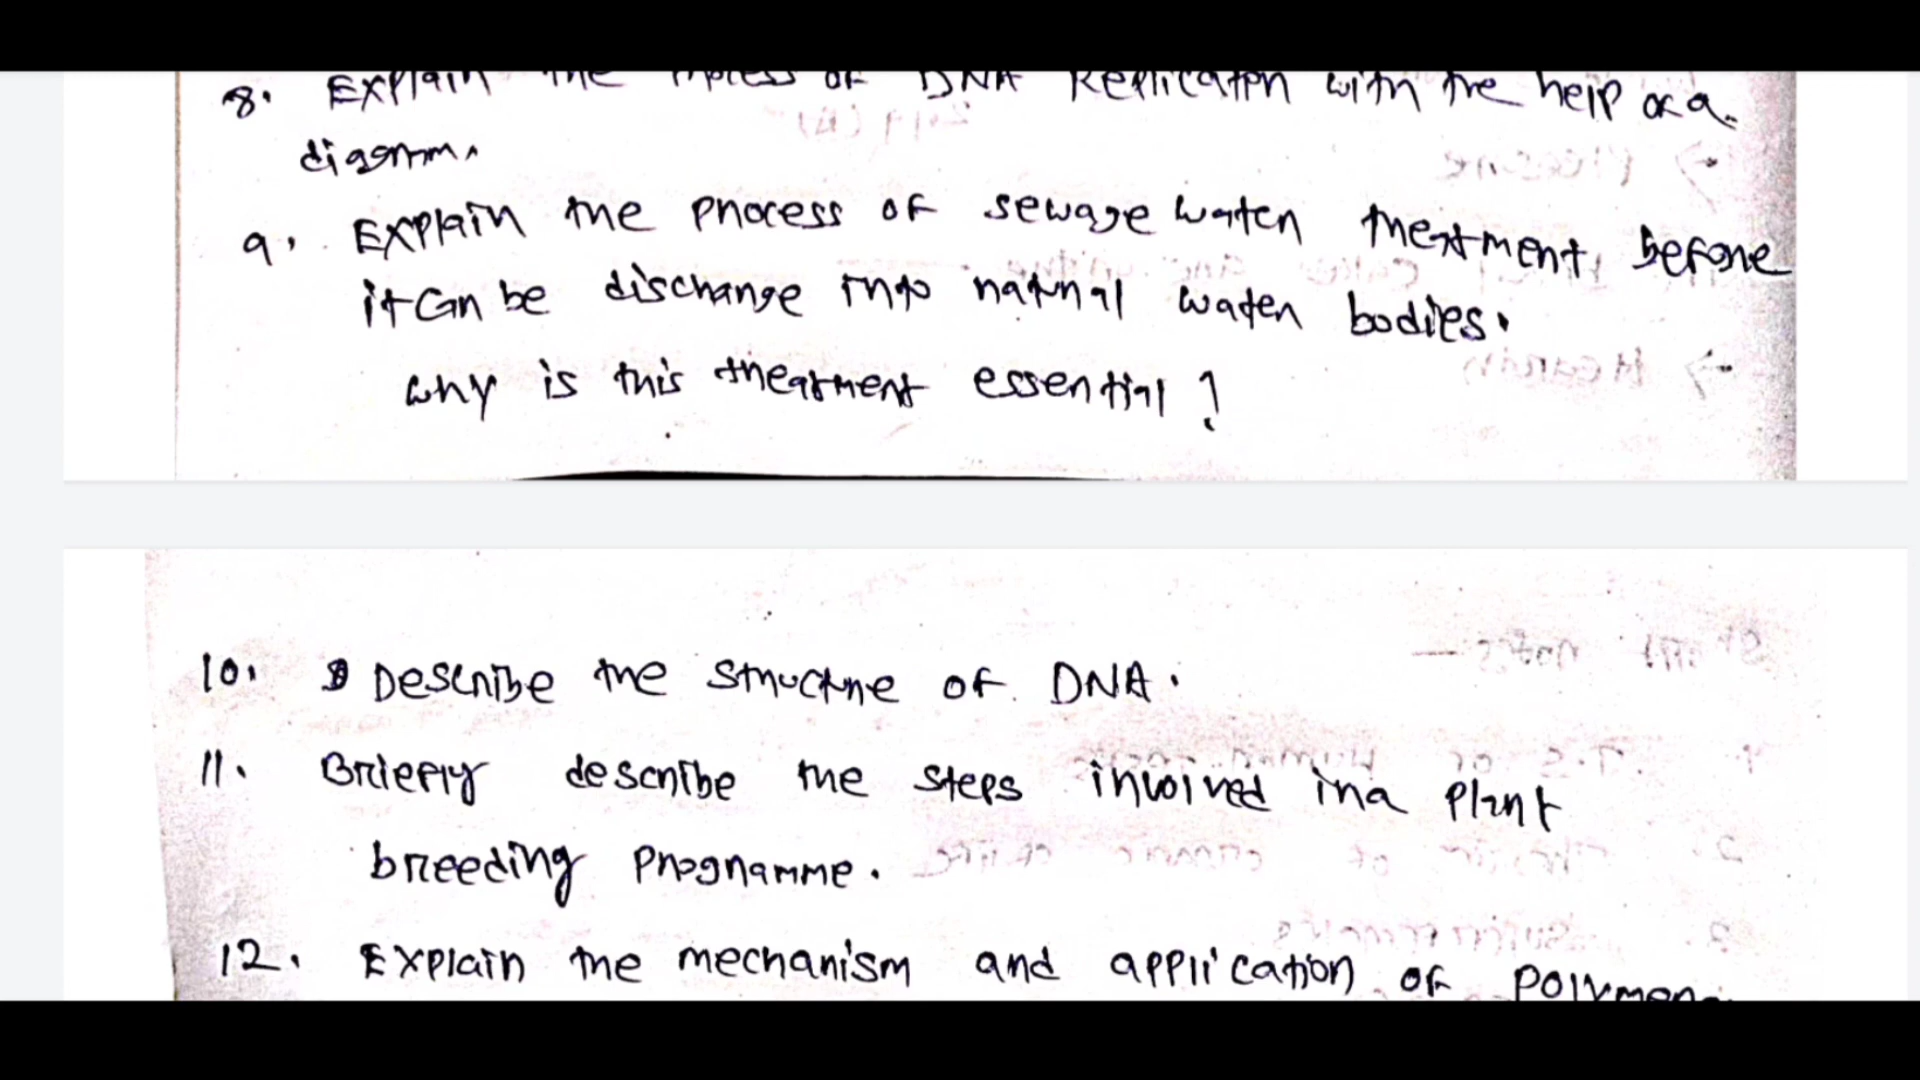 8. Explain the process of DNA Replication with the help of a
diagram.
9. Explain the process of sewage water treatment, before
it can be discharge into natural water bodies.
why is this treatment essential?
10. Describe the structure of DNA.
11. Briefly describe the steps involved in a plant
breeding programme.
12. Explain the mechanism and application of